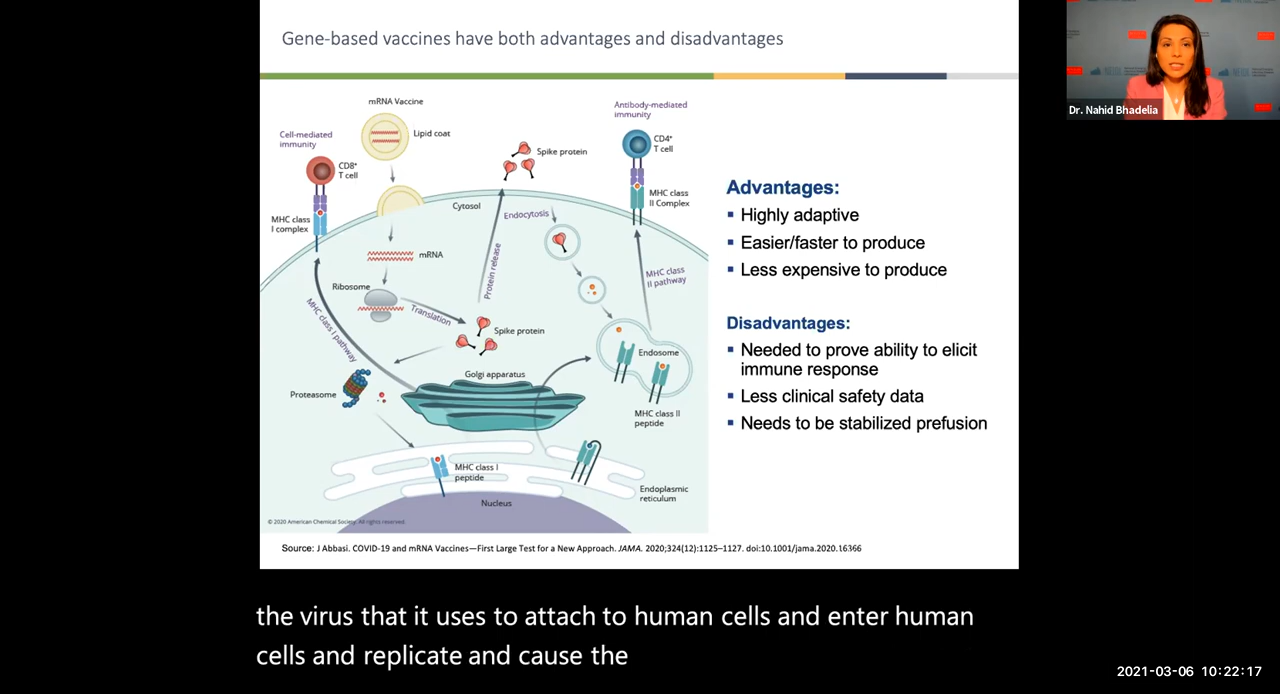 Gene-based vaccines have both advantages and disadvantages
mRNA Vaccine
Lipid coat
Cell-mediated
immunity
CD8⁺
T cell
MHC class
I complex
Cytosol
mRNA
Ribosome
Translation
MHC class I pathway
Protein release
Spike protein
Endocytosis
Antibody-mediated
immunity
CD4⁺
T cell
MHC class
II Complex
MHC class
II pathway
Spike protein
Endosome
Golgi apparatus
Proteasome
MHC class II
peptide
MHC class I
peptide
Endoplasmic
reticulum
Nucleus
© 2020 American Chemical Society. All rights reserved.
Advantages:
▪ Highly adaptive
▪ Easier/faster to produce
▪ Less expensive to produce
Disadvantages:
▪ Needed to prove ability to elicit
immune response
▪ Less clinical safety data
▪ Needs to be stabilized prefusion
Source: J Abbasi. COVID-19 and mRNA Vaccines—First Large Test for a New Approach. JAMA. 2020;324(12):1125–1127. doi:10.1001/jama.2020.16366
Dr. Nahid Bhadelia
the virus that it uses to attach to human cells and enter human
cells and replicate and cause the
2021-03-06 10:22:17